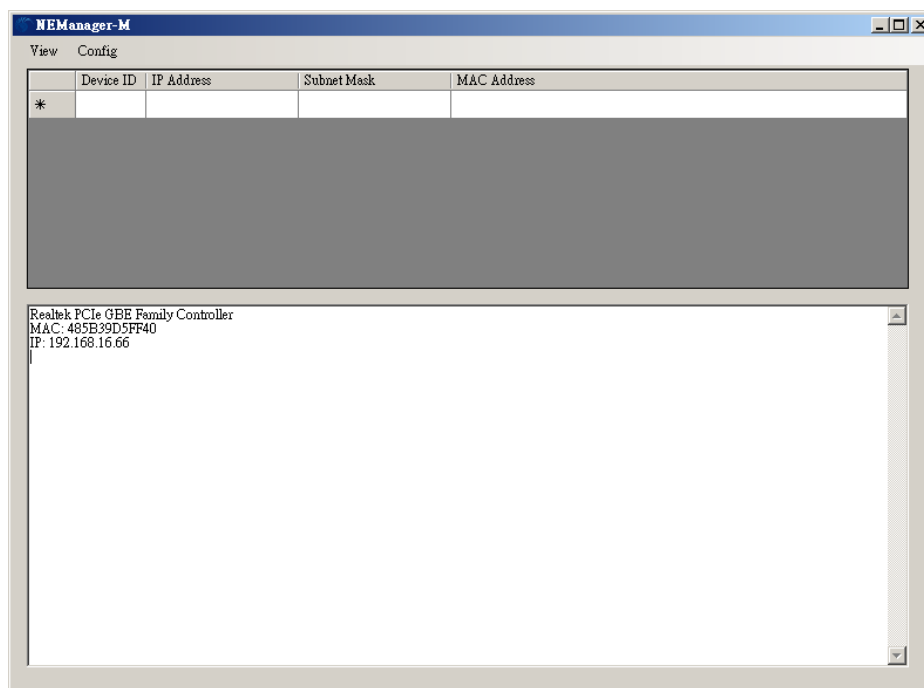 NEManager-M
View Config
Device ID IP Address Subnet Mask MAC Address
Realtek PCIe GBE Family Controller
MAC: 485B39D5FF40
IP: 192.168.16.66